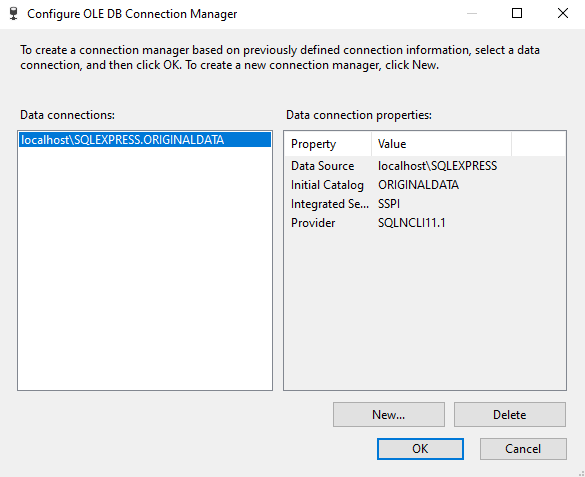 Configure OLE DB Connection Manager
To create a connection manager based on previously defined connection information, select a data
connection, and then click OK. To create a new connection manager, click New.
Data connections:
localhost\SQLEXPRESS.ORIGINALDATA
Data connection properties:
Property Value
Data Source localhost\SQLEXPRESS
Initial Catalog ORIGINALDATA
Integrated Se... SSPI
Provider SQLNCLI11.1
New... Delete
OK Cancel